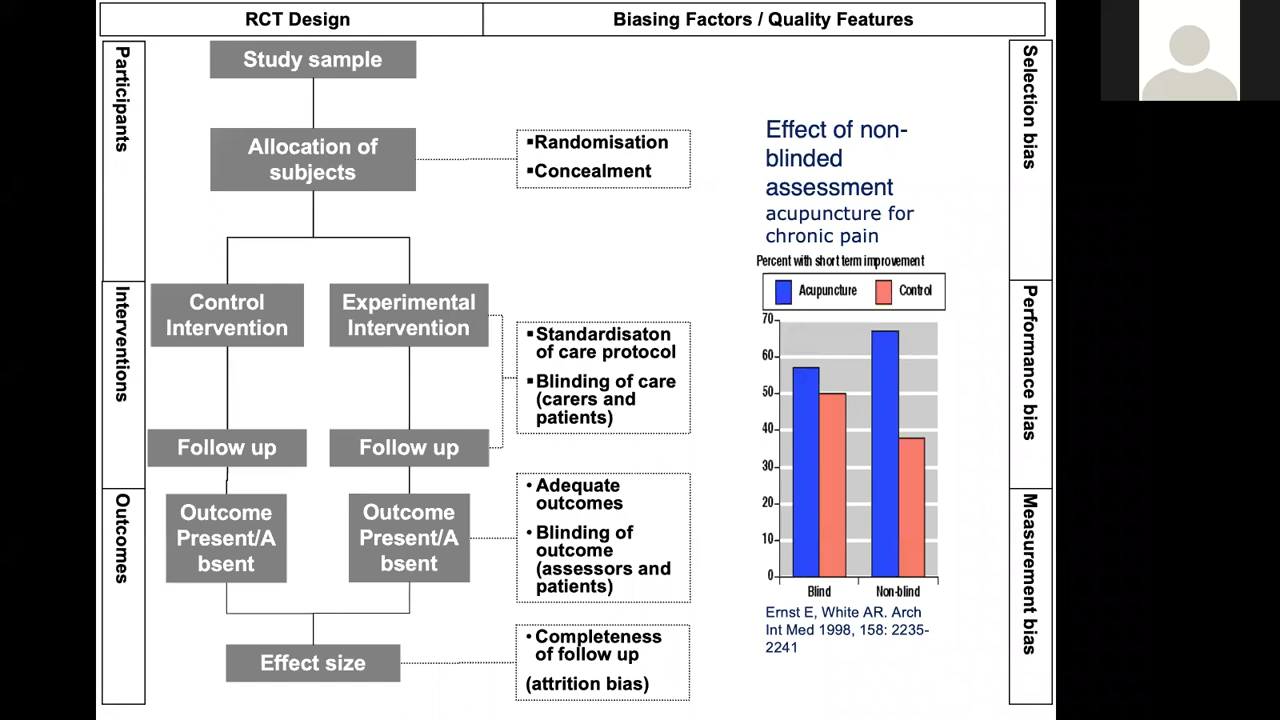 RCT Design
Biasing Factors / Quality Features
Participants
Study sample
Allocation of
subjects
▪Randomisation
▪Concealment
Selection bias
Effect of non-
blinded
assessment
acupuncture for
chronic pain
Percent with short term improvement
Acupuncture
Control
70
60
50
40
30
20
10
0
Blind
Non-blind
Ernst E, White AR. Arch
Int Med 1998, 158: 2235-
2241
Interventions
Control
Intervention
Experimental
Intervention
▪Standardisaton
of care protocol
▪Blinding of care
(carers and
patients)
Performance bias
Follow up
Follow up
Outcomes
Outcome
Present/A
bsent
Outcome
Present/A
bsent
• Adequate
outcomes
• Blinding of
outcome
(assessors and
patients)
Measurement bias
Effect size
• Completeness
of follow up
(attrition bias)